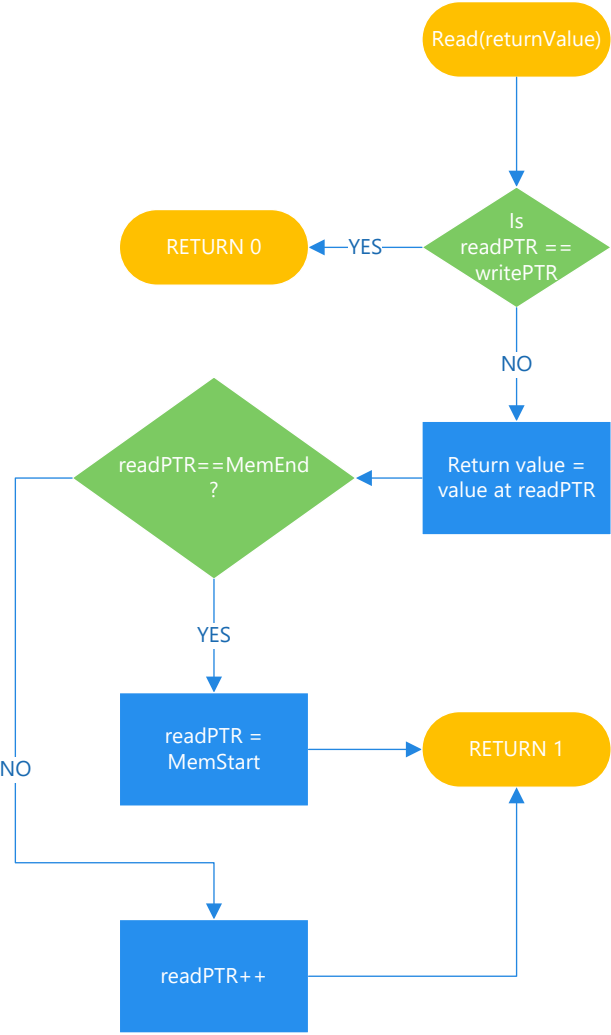 Read(returnValue)
Is
readPTR ==
writePTR
YES
RETURN 0
NO
Return value =
value at readPTR
readPTR==MemEnd
?
YES
readPTR =
MemStart
RETURN 1
NO
readPTR++